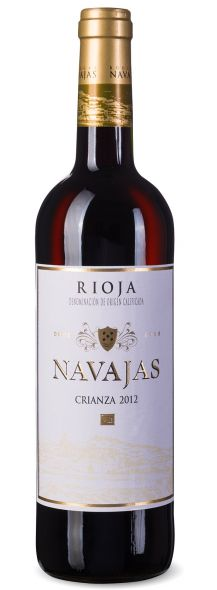 NAVAJAS
RIOJA
DENOMINACIÓN DE ORIGEN CALIFICADA
NAVAJAS
CRIANZA 2012